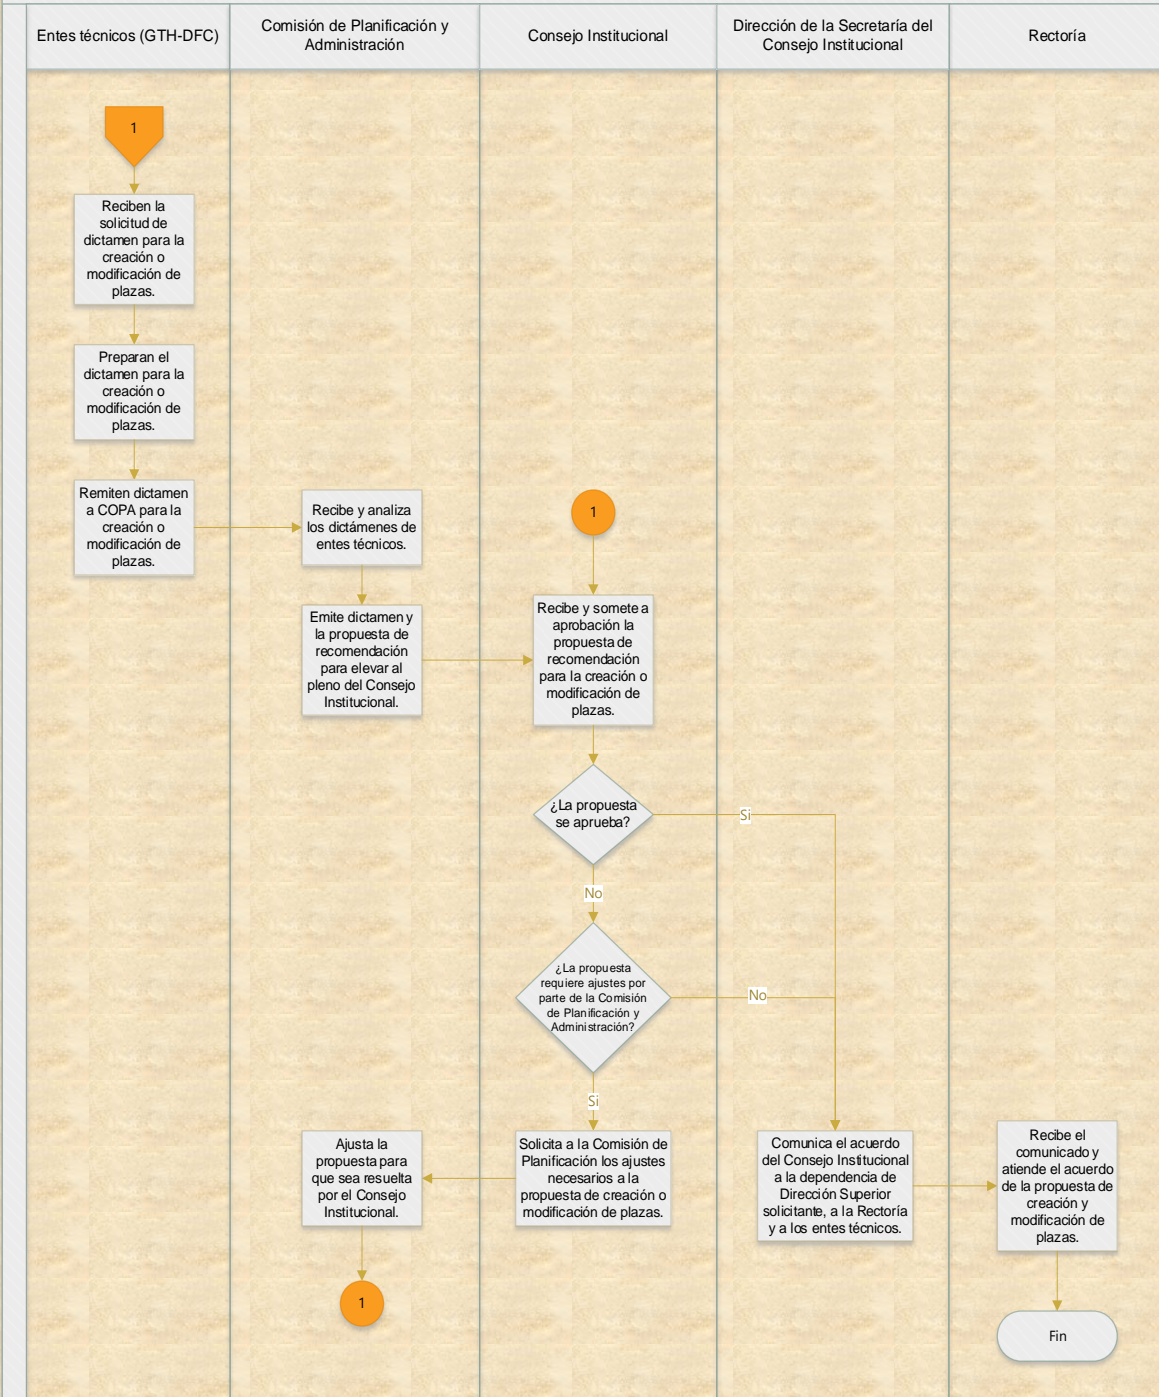 Entes técnicos (GTH-DFC)
Comisión de Planificación y
Administración
Consejo Institucional
Dirección de la Secretaría del
Consejo Institucional
Rectoría
1
Reciben la
solicitud de
dictamen para la
creación o
modificación de
plazas.
Preparan el
dictamen para la
creación o
modificación de
plazas.
Remiten dictamen
a COPA para la
creación o
modificación de
plazas.
Recibe y analiza
los dictámenes de
entes técnicos.
Emite dictamen y
la propuesta de
recomendación
para elevar al
pleno del Consejo
Institucional.
1
Recibe y somete a
aprobación la
propuesta de
recomendación
para la creación o
modificación de
plazas.
¿La propuesta
se aprueba?
Si
No
¿La propuesta
requiere ajustes por
parte de la Comisión
de Planificación y
Administración?
No
Si
Solicita a la Comisión de
Planificación los ajustes
necesarios a la
propuesta de creación o
modificación de plazas.
Ajusta la
propuesta para
que sea resuelta
por el Consejo
Institucional.
1
Comunica el acuerdo
del Consejo Institucional
a la dependencia de
Dirección Superior
solicitante, a la Rectoría
y a los entes técnicos.
Recibe el
comunicado y
atiende el acuerdo
de la propuesta de
creación y
modificación de
plazas.
Fin